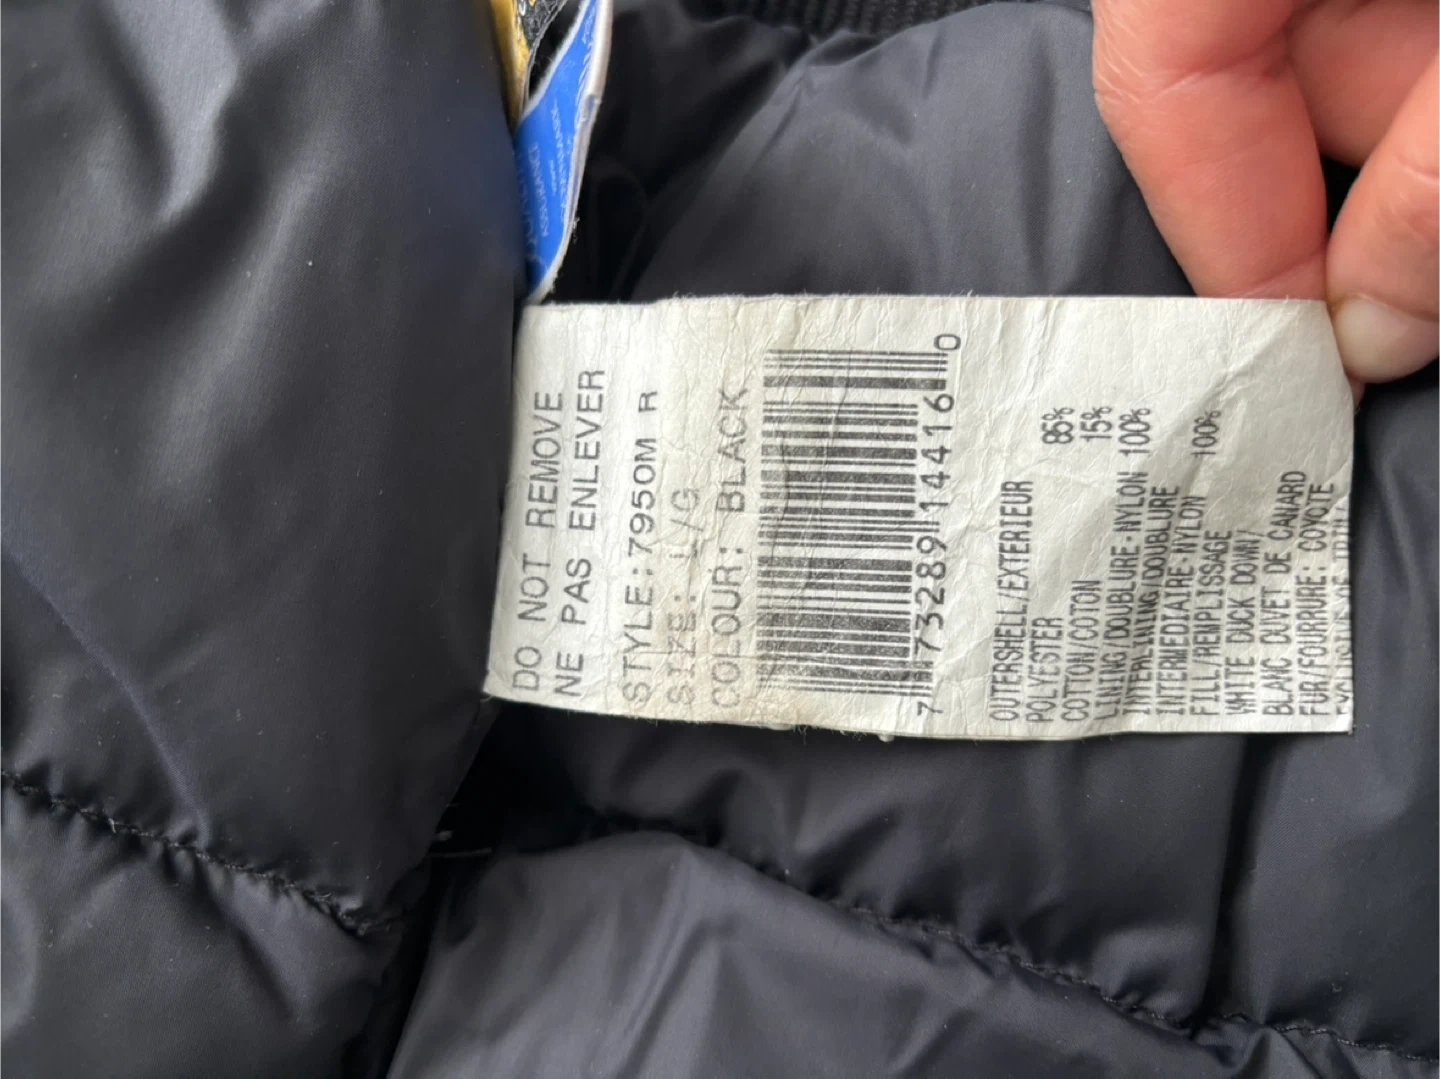 DO NOT REMOVE
NE PAS ENLEVER
STYLE:7950M R
SIZE: L/G
COLOUR: BLACK
7 73289 14416 0
OUTERSHELL/EXTERIEUR
POLYESTER 85%
COTTON/COTON 15%
LINING/DOUBLURE-NYLON 100%
INTERLINING/DOUBLURE
INTERMEDIAIRE-NYLON 100%
FILL/REMPLISSAGE
WHITE DUCK DOWN/
BLANC DUVET DE CANARD
FUR/FOURRURE: COYOTE